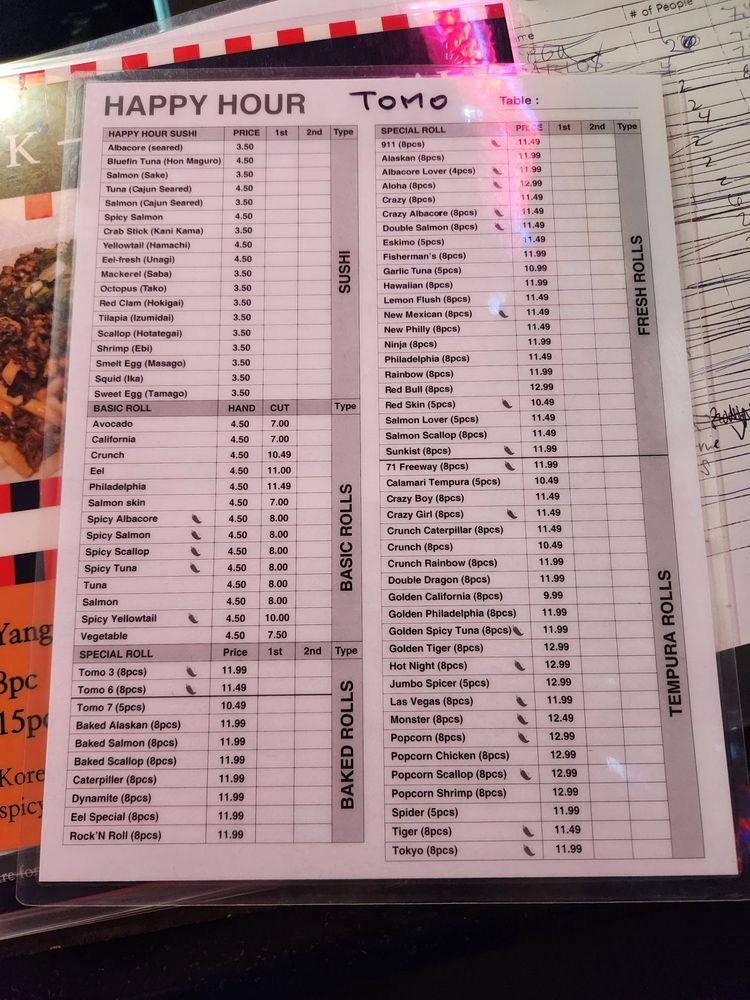 HAPPY HOUR TOMO Table :
HAPPY HOUR SUSHI PRICE 1st 2nd Type
Albacore (seared) 3.50
Bluefin Tuna (Hon Maguro) 4.50
Salmon (Sake) 3.50
Tuna (Cajun Seared) 4.50
Salmon (Cajun Seared) 3.50
Spicy Salmon 4.50
Crab Stick (Kani Kama) 3.50
Yellowtail (Hamachi) 4.50
Eel-fresh (Unagi) 4.50
Mackerel (Saba) 3.50
Octopus (Tako) 3.50
Red Clam (Hokigai) 3.50
Tilapia (Izumidai) 3.50
Scallop (Hotategai) 3.50
Shrimp (Ebi) 3.50
Smelt Egg (Masago) 3.50
Squid (Ika) 3.50
Sweet Egg (Tamago) 3.50
SUSHI
BASIC ROLL HAND CUT Type
Avocado 4.50 7.00
California 4.50 7.00
Crunch 4.50 10.49
Eel 4.50 11.00
Philadelphia 4.50 11.49
Salmon skin 4.50 7.00
Spicy Albacore 4.50 8.00
Spicy Salmon 4.50 8.00
Spicy Scallop 4.50 8.00
Spicy Tuna 4.50 8.00
Tuna 4.50 8.00
Salmon 4.50 8.00
Spicy Yellowtail 4.50 10.00
Vegetable 4.50 7.50
BASIC ROLLS
SPECIAL ROLL Price 1st 2nd Type
Tomo 3 (8pcs) 11.99
Tomo 6 (8pcs) 11.49
Tomo 7 (5pcs) 10.49
Baked Alaskan (8pcs) 11.99
Baked Salmon (8pcs) 11.99
Baked Scallop (8pcs) 11.99
Caterpiller (8pcs) 11.99
Dynamite (8pcs) 11.99
Eel Special (8pcs) 11.99
Rock'N Roll (8pcs) 11.99
BAKED ROLLS
SPECIAL ROLL PRICE 1st 2nd Type
911 (8pcs) 11.49
Alaskan (8pcs) 11.99
Albacore Lover (4pcs) 11.99
Aloha (8pcs) 12.99
Crazy (8pcs) 11.49
Crazy Albacore (8pcs) 11.49
Double Salmon (8pcs) 11.49
Eskimo (5pcs) 11.49
Fisherman's (8pcs) 11.99
Garlic Tuna (5pcs) 10.99
Hawaiian (8pcs) 11.99
Lemon Flush (8pcs) 11.49
New Mexican (8pcs) 11.49
New Philly (8pcs) 11.49
Ninja (8pcs) 11.99
Philadelphia (8pcs) 11.49
Rainbow (8pcs) 11.99
Red Bull (8pcs) 12.99
Red Skin (5pcs) 10.49
Salmon Lover (5pcs) 11.49
Salmon Scallop (8pcs) 11.49
Sunkist (8pcs) 11.99
FRESH ROLLS
71 Freeway (8pcs) 11.99
Calamari Tempura (5pcs) 10.49
Crazy Boy (8pcs) 11.49
Crazy Girl (8pcs) 11.49
Crunch Caterpillar (8pcs) 11.49
Crunch (8pcs) 10.49
Crunch Rainbow (8pcs) 11.99
Double Dragon (8pcs) 11.99
Golden California (8pcs) 9.99
Golden Philadelphia (8pcs) 11.99
Golden Spicy Tuna (8pcs) 11.99
Golden Tiger (8pcs) 12.99
Hot Night (8pcs) 12.99
Jumbo Spicer (5pcs) 12.99
Las Vegas (8pcs) 11.99
Monster (8pcs) 12.49
Popcorn (8pcs) 12.99
Popcorn Chicken (8pcs) 12.99
Popcorn Scallop (8pcs) 12.99
Popcorn Shrimp (8pcs) 12.99
Spider (5pcs) 11.99
Tiger (8pcs) 11.49
Tokyo (8pcs) 11.99
TEMPURA ROLLS
# of People
K
Yang
3pc
Kore
spicy